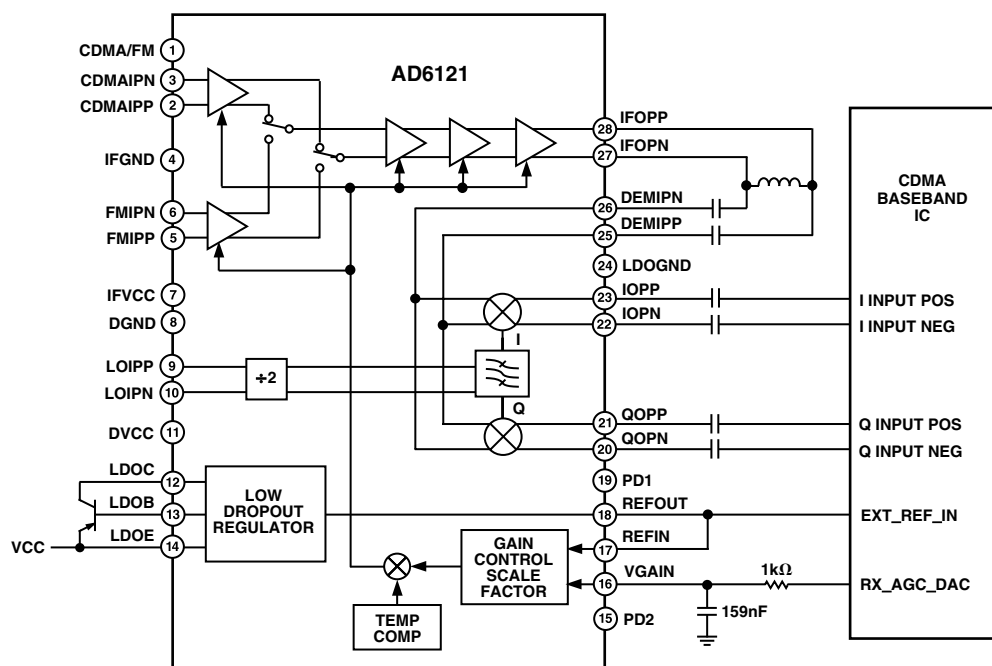 AD6121
CDMA/FM 1
CDMAIPN 3
CDMAIPP 2
IFGND 4
FMIPN 6
FMIPP 5
IFVCC 7
DGND 8
LOIPP 9
LOIPN 10
DVCC 11
LDOC 12
LDOB 13
LDOE 14
VCC
÷2
LOW
DROPOUT
REGULATOR
I
Q
TEMP
COMP
GAIN
CONTROL
SCALE
FACTOR
28 IFOPP
27 IFOPN
26 DEMIPN
25 DEMIPP
24 LDOGND
23 IOPP
22 IOPN
21 QOPP
20 QOPN
19 PD1
18 REFOUT
17 REFIN
16 VGAIN
15 PD2
1kΩ
159nF
CDMA
BASEBAND
IC
I INPUT POS
I INPUT NEG
Q INPUT POS
Q INPUT NEG
EXT_REF_IN
RX_AGC_DAC